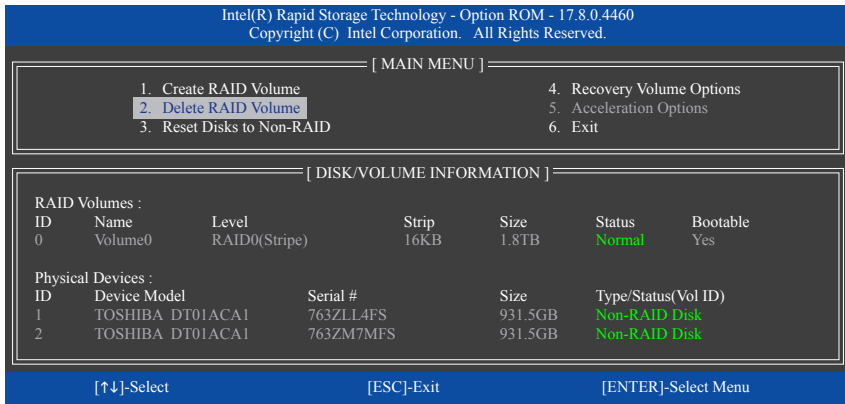 Intel(R) Rapid Storage Technology - Option ROM - 17.8.0.4460
Copyright (C) Intel Corporation. All Rights Reserved.
[ MAIN MENU ]
1. Create RAID Volume
2. Delete RAID Volume
3. Reset Disks to Non-RAID
4. Recovery Volume Options
5. Acceleration Options
6. Exit
[ DISK/VOLUME INFORMATION ]
RAID Volumes :
ID Name Level Strip Size Status Bootable
0 Volume0 RAID0(Stripe) 16KB 1.8TB Normal Yes
Physical Devices :
ID Device Model Serial # Size Type/Status(Vol ID)
1 TOSHIBA DT01ACA1 763ZLL4FS 931.5GB Non-RAID Disk
2 TOSHIBA DT01ACA1 763ZM7MFS 931.5GB Non-RAID Disk
[↑↓]-Select [ESC]-Exit [ENTER]-Select Menu